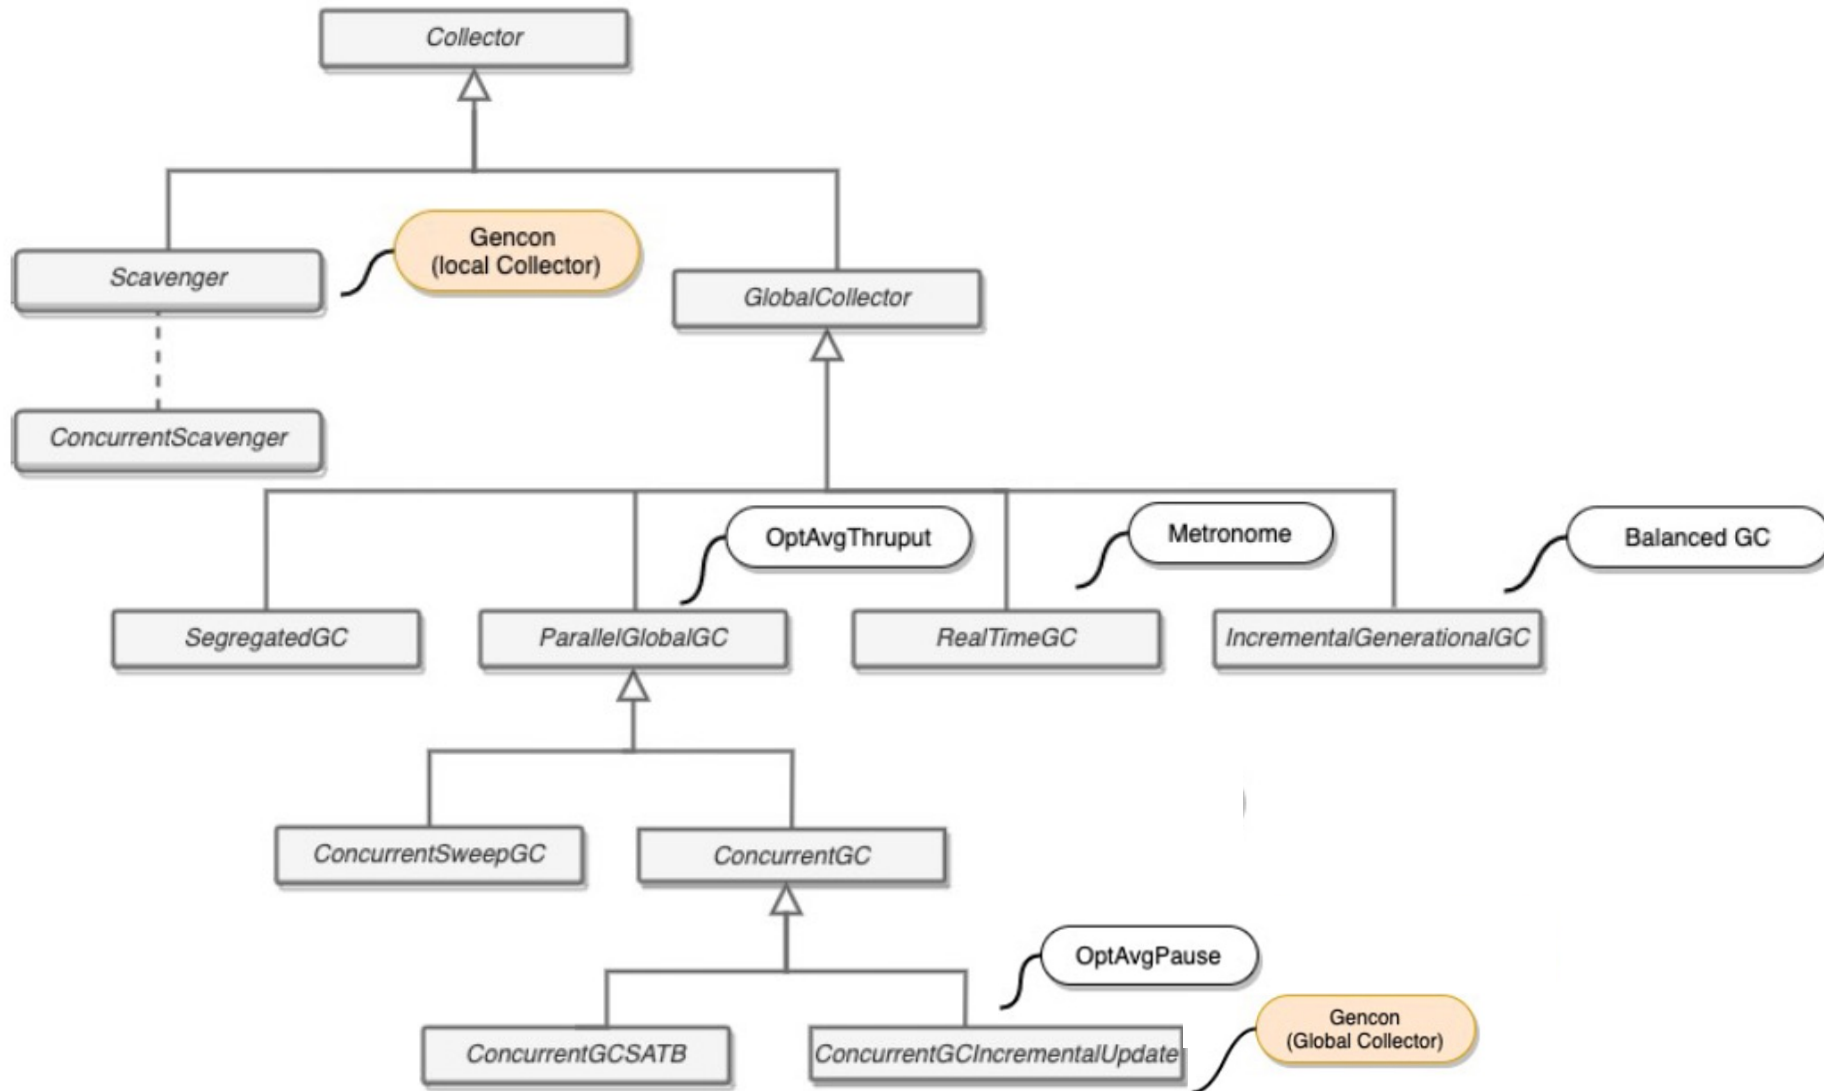 Collector
Gencon
(local Collector)
Scavenger
GlobalCollector
ConcurrentScavenger
OptAvgThruput
Metronome
Balanced GC
SegregatedGC
ParallelGlobalGC
RealTimeGC
IncrementalGenerationalGC
ConcurrentSweepGC
ConcurrentGC
OptAvgPause
Gencon
(Global Collector)
ConcurrentGCSATB
ConcurrentGCIncrementalUpdate